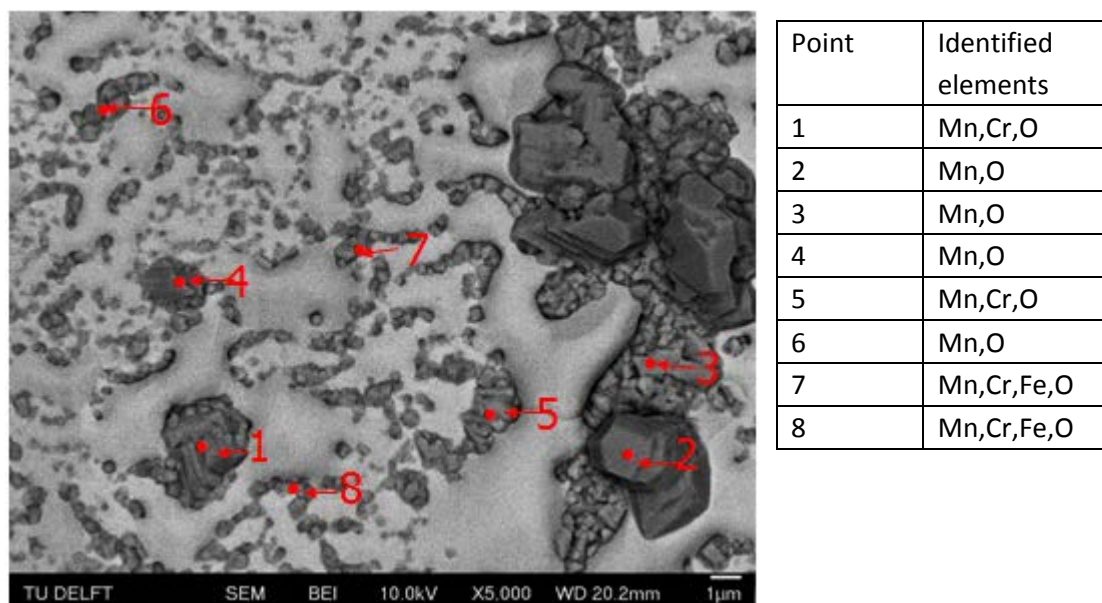 6
7
4
3
5
1
2
8
TU DELFT SEM BEI 10.0kV X5,000 WD 20.2mm 1μm
Point Identified elements
1 Mn,Cr,O
2 Mn,O
3 Mn,O
4 Mn,O
5 Mn,Cr,O
6 Mn,O
7 Mn,Cr,Fe,O
8 Mn,Cr,Fe,O